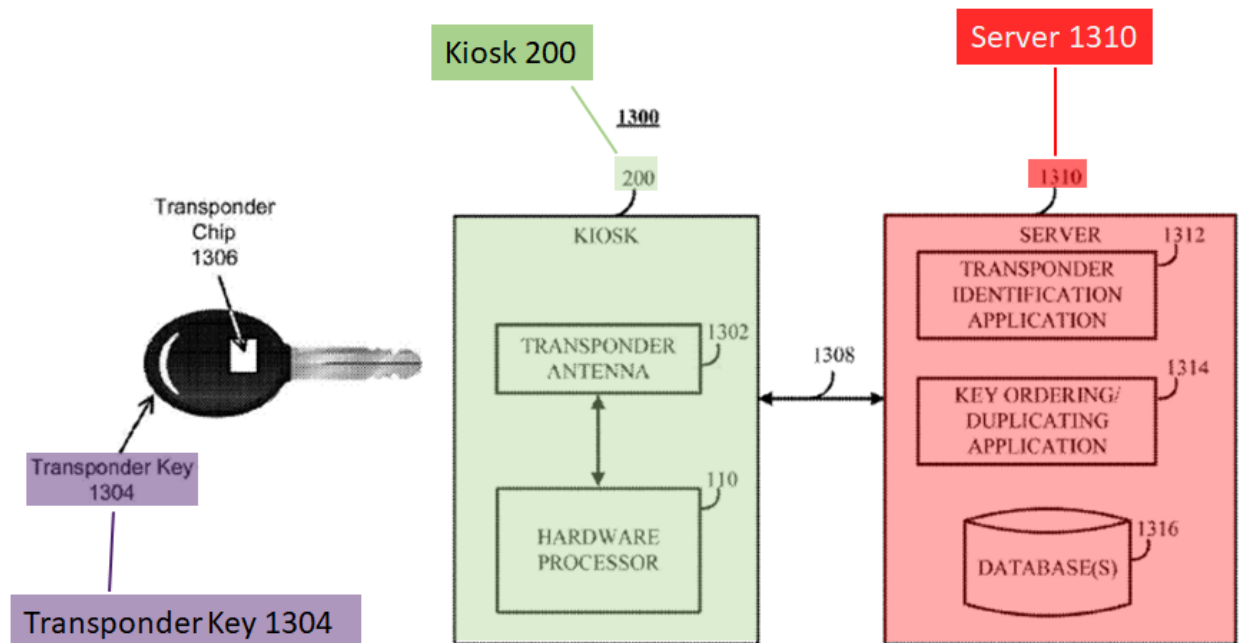 Kiosk 200
Server 1310
1300
200
1310
Transponder
Chip
1306
KIOSK
SERVER
1312
TRANSPONDER
IDENTIFICATION
APPLICATION
1302
TRANSPONDER
ANTENNA
1308
1314
KEY ORDERING/
DUPLICATING
APPLICATION
Transponder Key
1304
110
HARDWARE
PROCESSOR
1316
DATABASE(S)
Transponder Key 1304